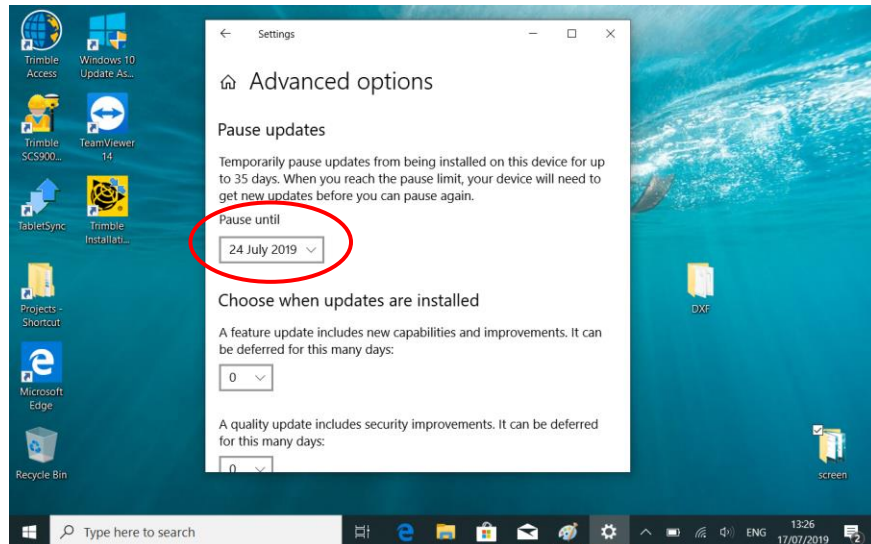 Settings
Advanced options
Pause updates
Temporarily pause updates from being installed on this device for up
to 35 days. When you reach the pause limit, your device will need to
get new updates before you can pause again.
Pause until
24 July 2019
Choose when updates are installed
A feature update includes new capabilities and improvements. It can
be deferred for this many days:
0
A quality update includes security improvements. It can be deferred
for this many days:
0
Trimble
Access
Windows 10
Update As...
Trimble
SCS900...
TeamViewer
14
TabletSync
Trimble
Installati...
Projects -
Shortcut
Microsoft
Edge
Recycle Bin
DXF
screen
Type here to search
ENG
13:26
17/07/2019
2